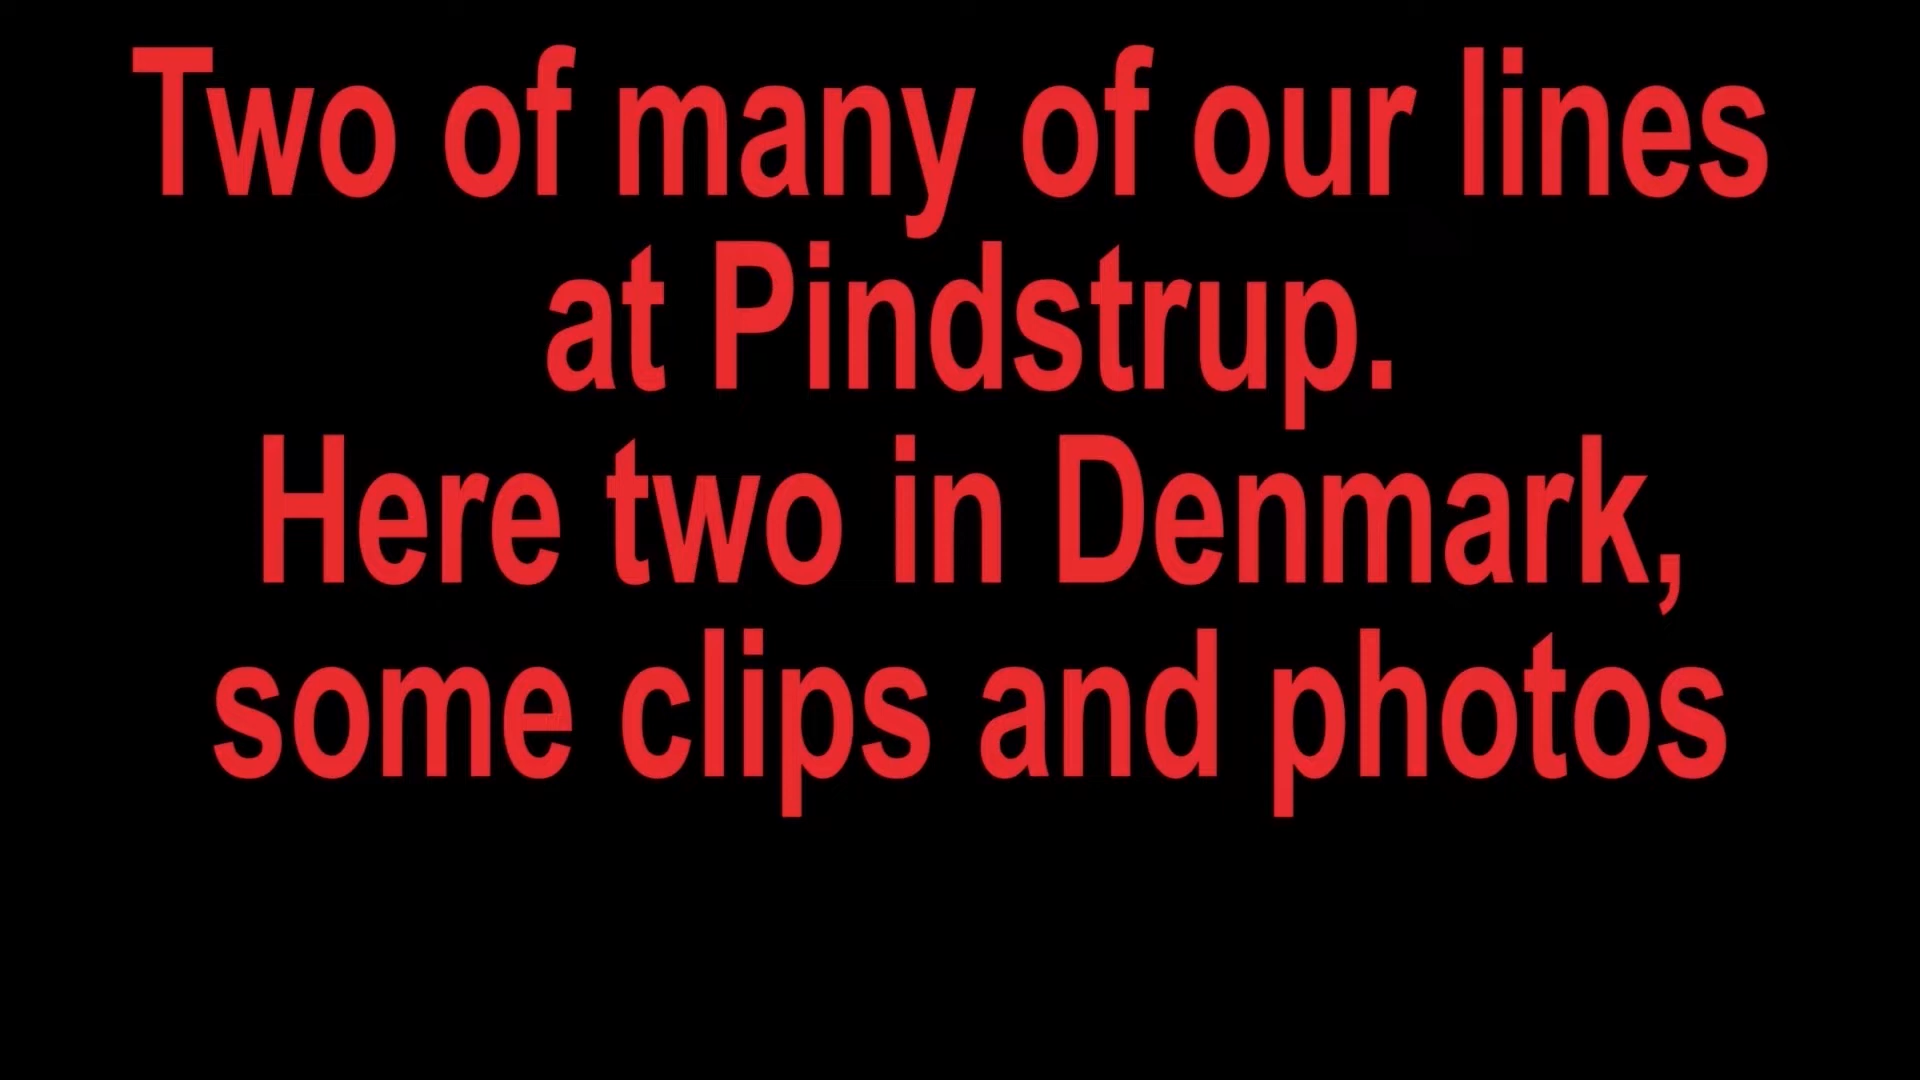 Two of many of our lines
at Pindstrup.
Here two in Denmark,
some clips and photos